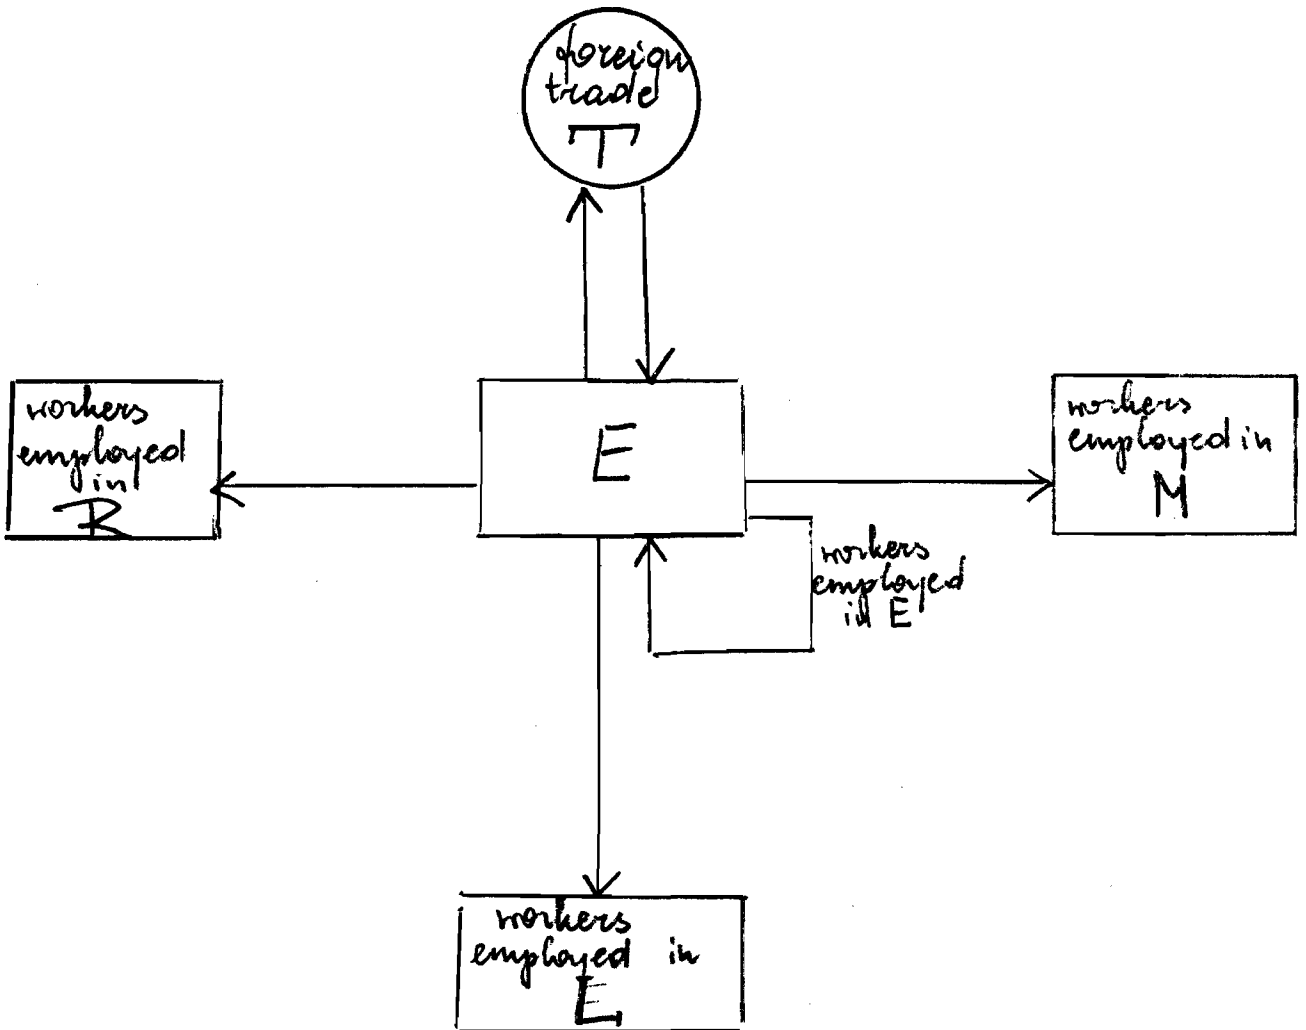 foreign
trade
T
workers
employed
in
R
E
workers
employed in
M
workers
employed
in E
workers
employed in
L